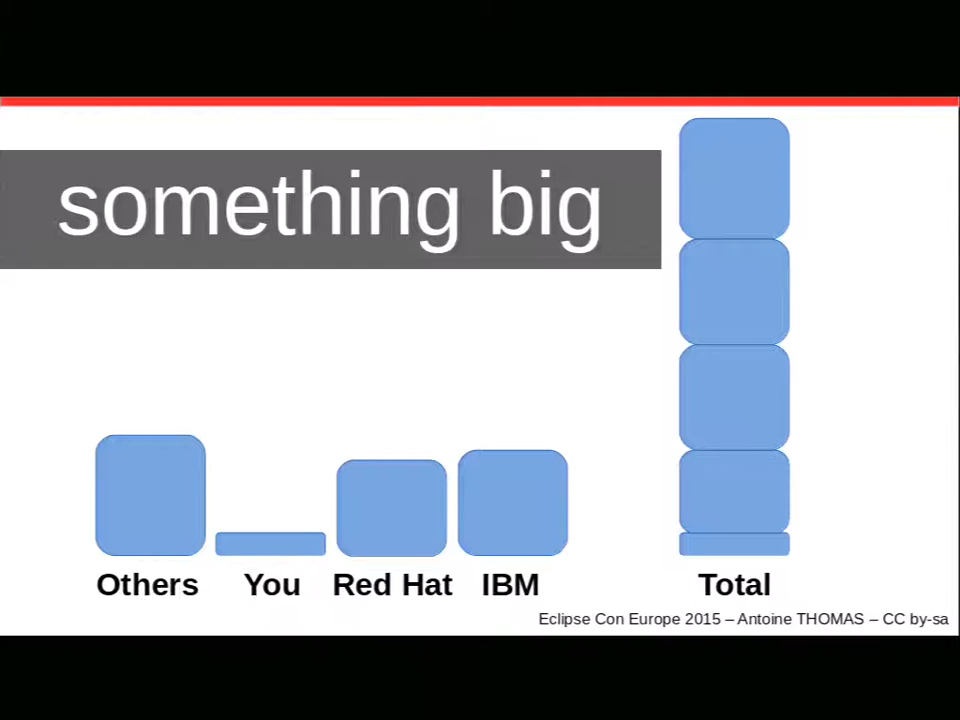 something big
Others You Red Hat IBM Total
Eclipse Con Europe 2015 – Antoine THOMAS – CC by-sa